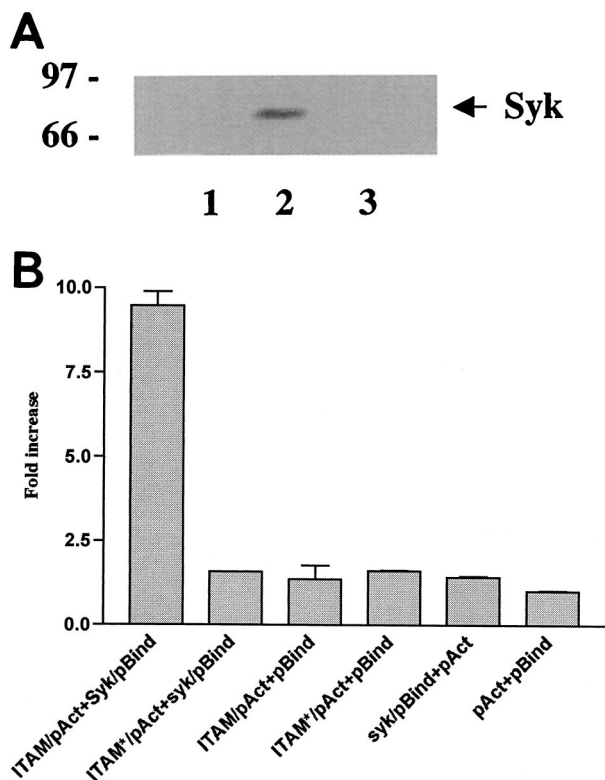 A
97 -
66 -
Syk
1 2 3
B
10.0
7.5
5.0
2.5
0.0
Fold increase
ITAM/pAct+Syk/pBind
ITAM*/pAct+syk/pBind
ITAM/pAct+pBind
ITAM*/pAct+pBind
syk/pBind+pAct
pAct+pBind